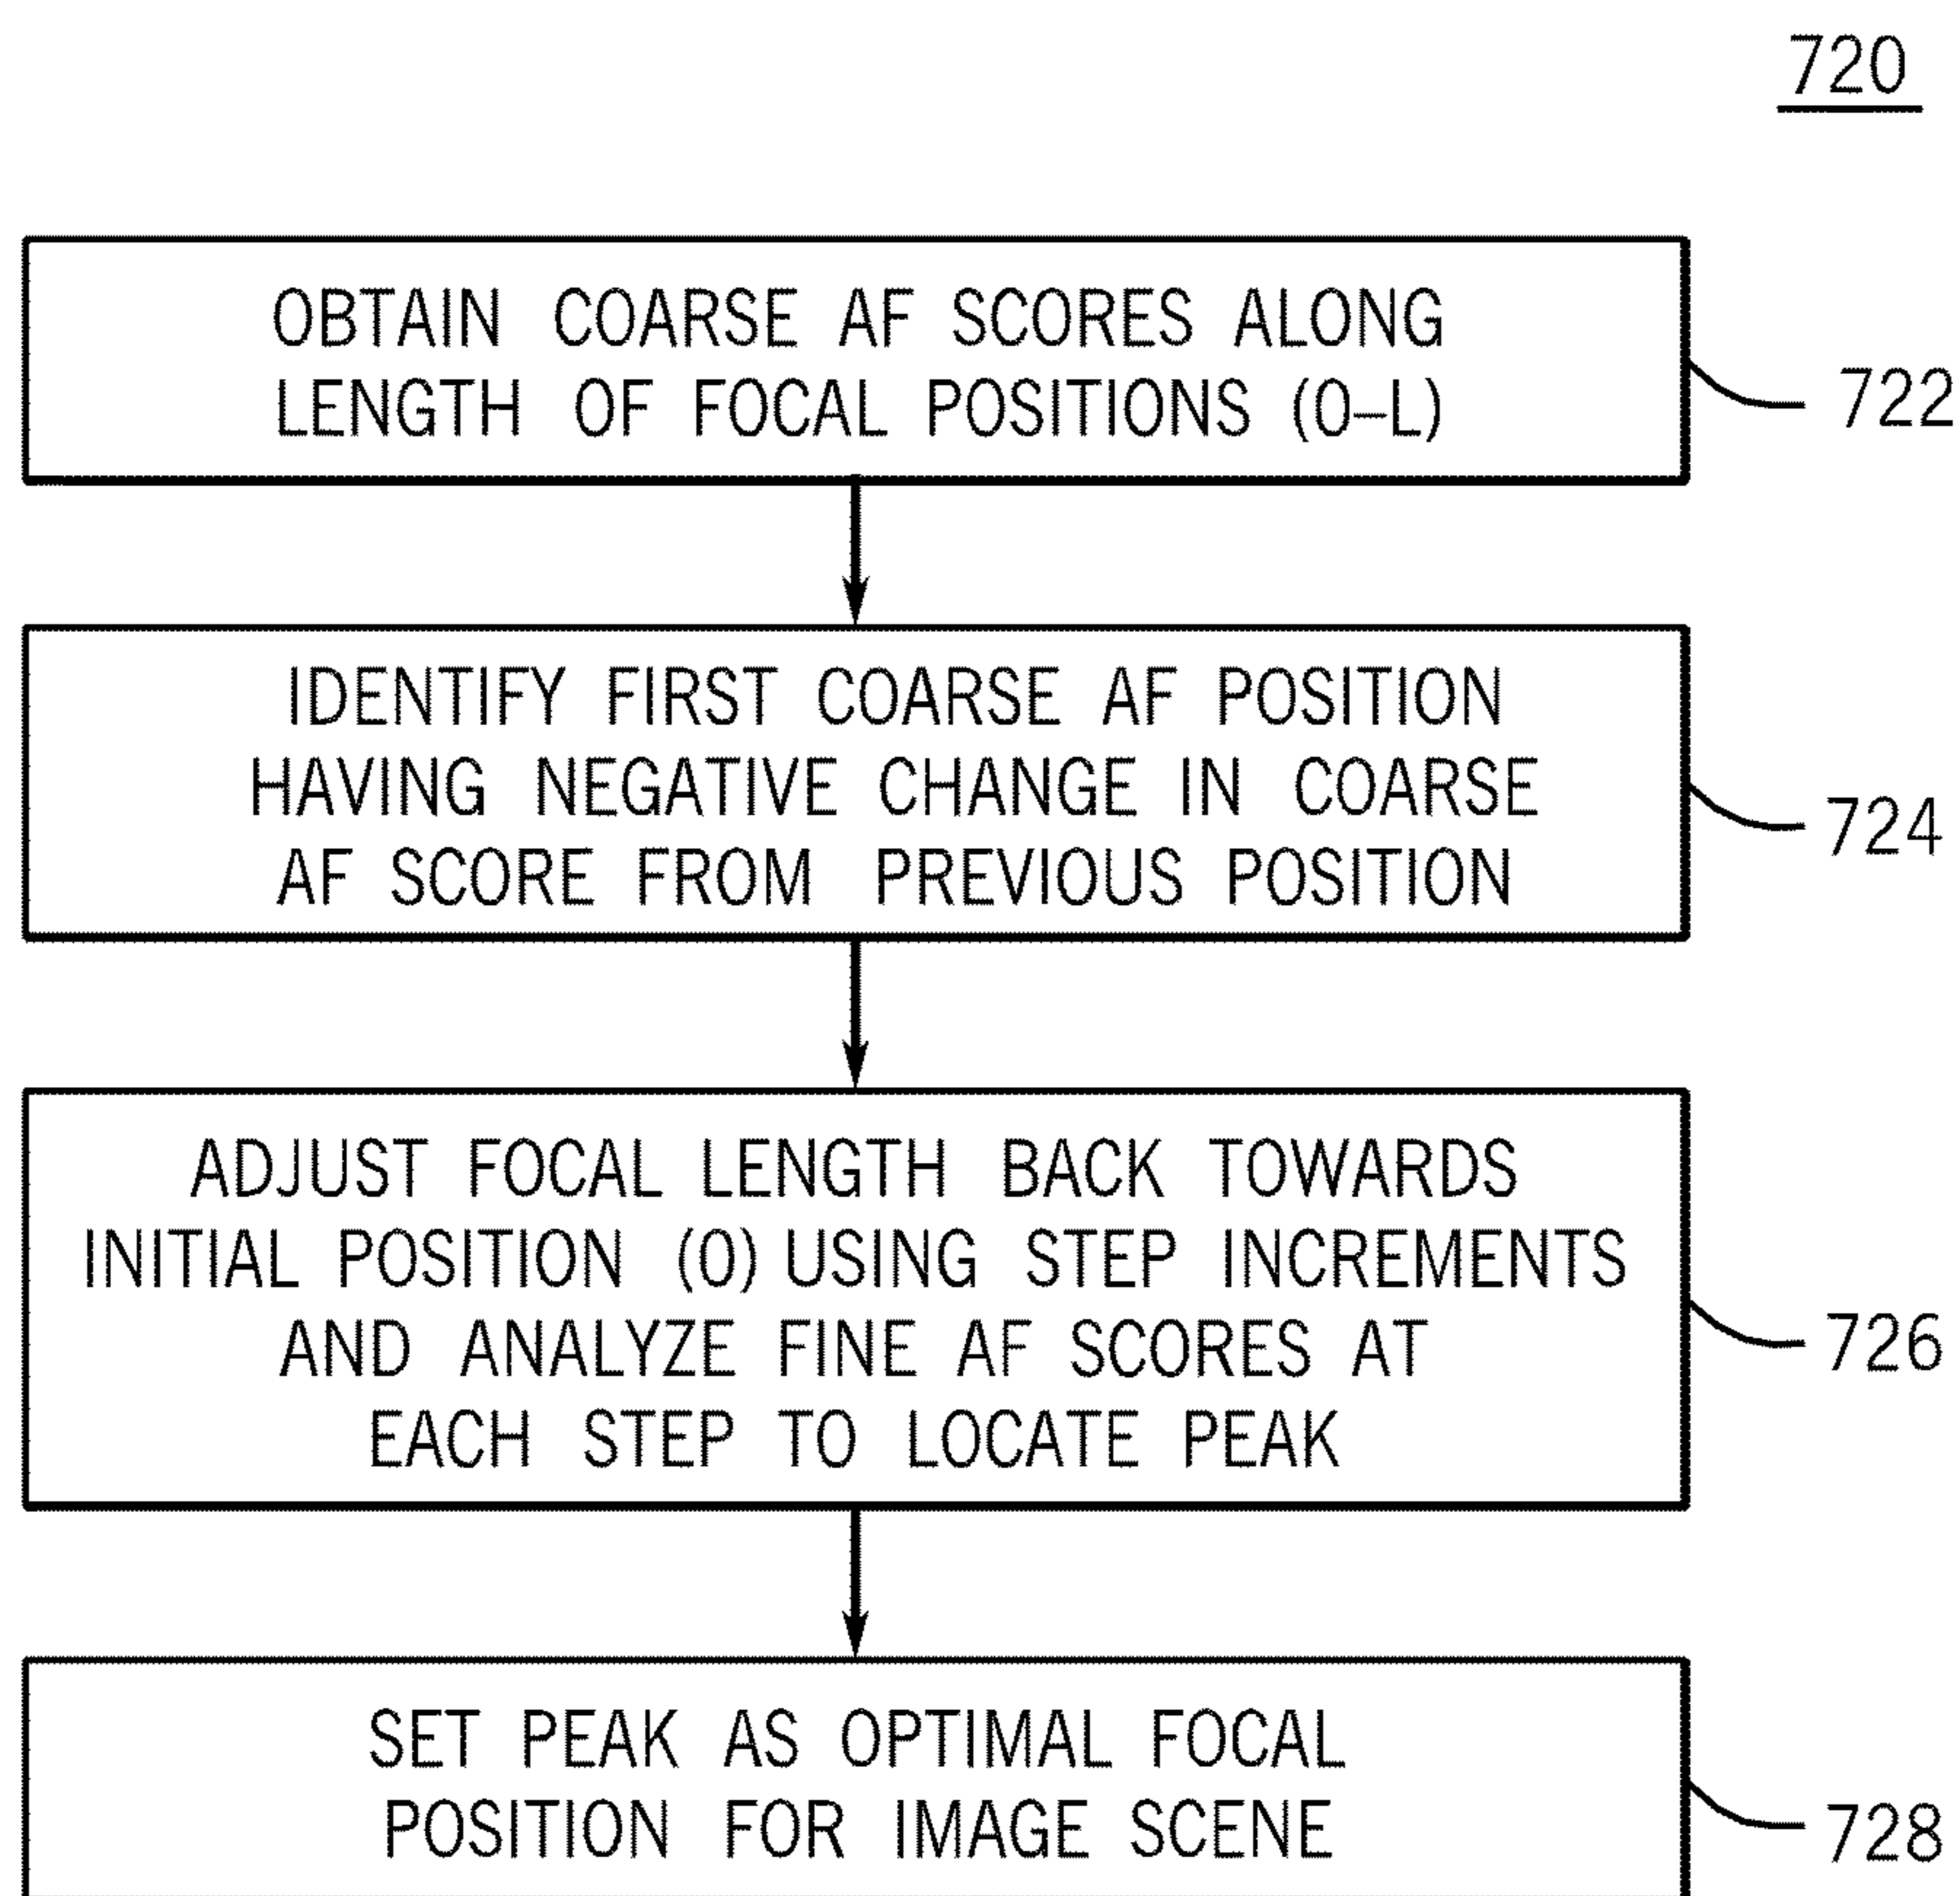 720
OBTAIN COARSE AF SCORES ALONG
LENGTH OF FOCAL POSITIONS (0–L)
722
IDENTIFY FIRST COARSE AF POSITION
HAVING NEGATIVE CHANGE IN COARSE
AF SCORE FROM PREVIOUS POSITION
724
ADJUST FOCAL LENGTH BACK TOWARDS
INITIAL POSITION (0) USING STEP INCREMENTS
AND ANALYZE FINE AF SCORES AT
EACH STEP TO LOCATE PEAK
726
SET PEAK AS OPTIMAL FOCAL
POSITION FOR IMAGE SCENE
728